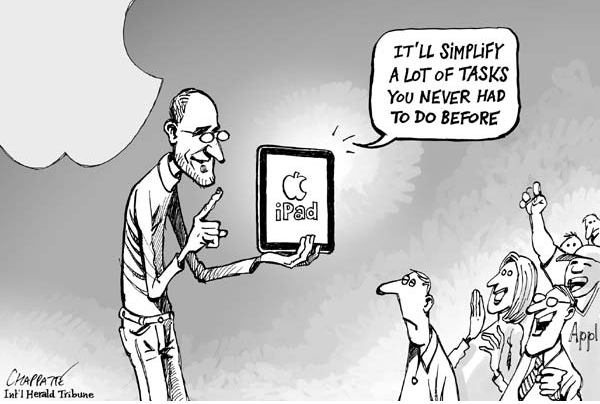 IT'LL SIMPLIFY
A LOT OF TASKS
YOU NEVER HAD
TO DO BEFORE
iPad
Appl
CHAPPATTE
Int'l Herald Tribune